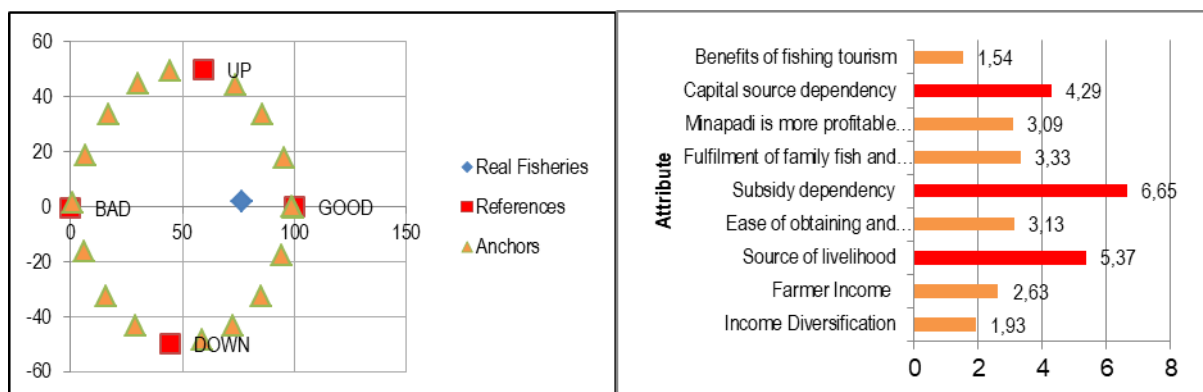 60
40
20
0
-20
-40
-60
0
50
100
150
UP
BAD
GOOD
DOWN
Real Fisheries
References
Anchors
Attribute
Benefits of fishing tourism 1,54
Capital source dependency 4,29
Minapadi is more profitable... 3,09
Fulfilment of family fish and... 3,33
Subsidy dependency 6,65
Ease of obtaining and... 3,13
Source of livelihood 5,37
Farmer Income 2,63
Income Diversification 1,93
0 2 4 6 8